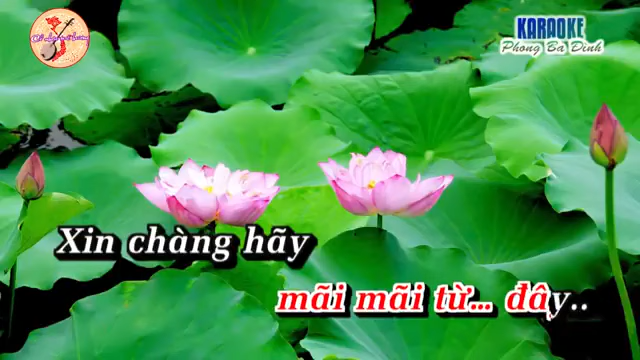 KARAOKE
Phong Ba Đình
Xin chàng hãy
mãi mãi từ... đây..